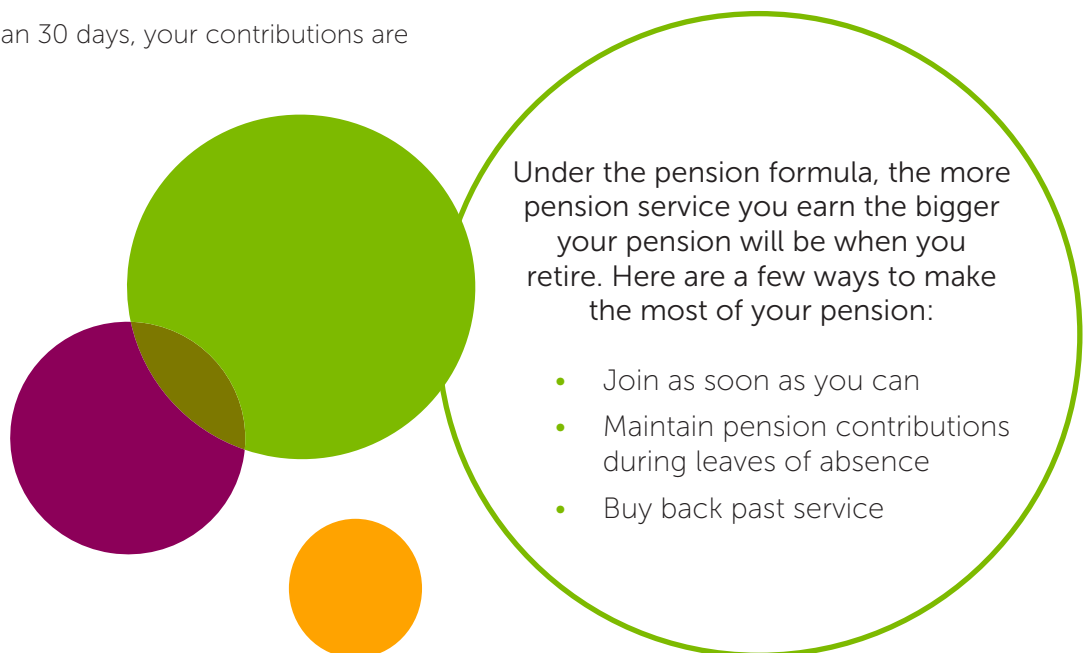 an 30 days, your contributions are
Under the pension formula, the more
pension service you earn the bigger
your pension will be when you
retire. Here are a few ways to make
the most of your pension:
• Join as soon as you can
• Maintain pension contributions
during leaves of absence
• Buy back past service